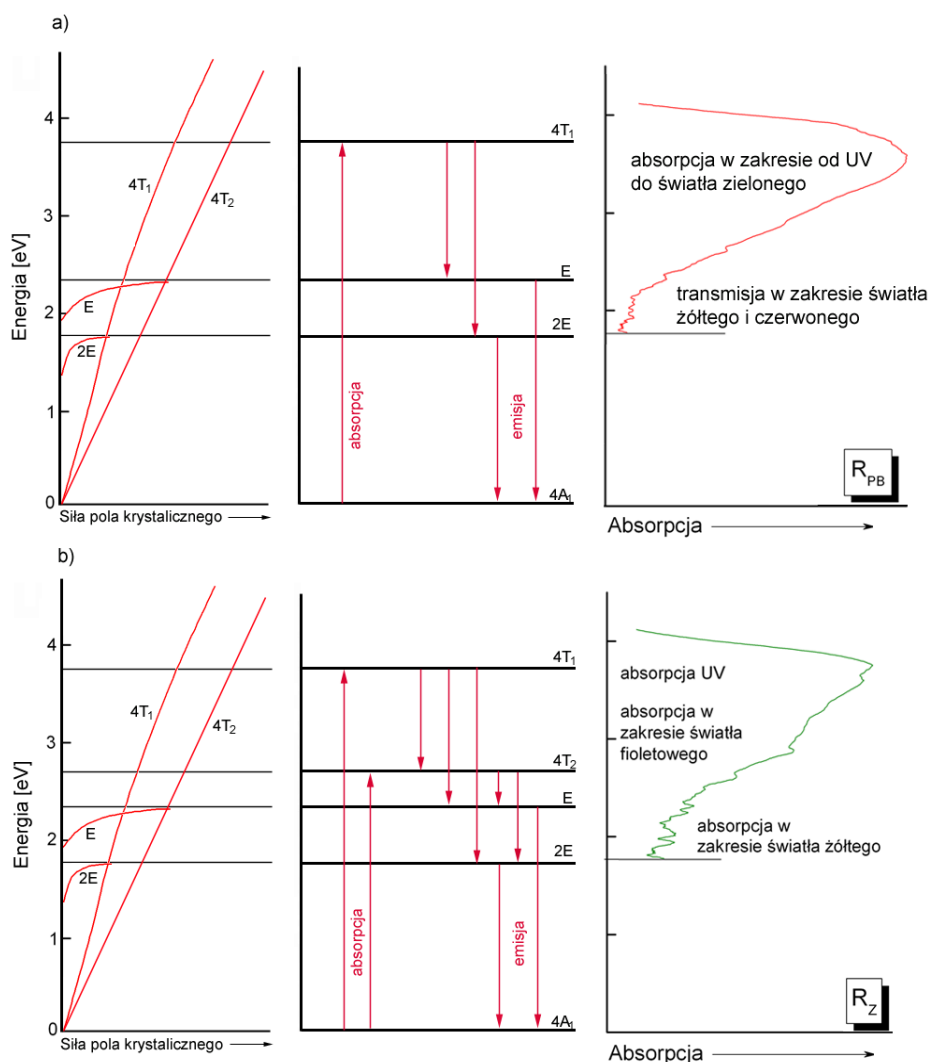 a)
Energia [eV]
4
3
2
1
0
4T₁
4T₂
E
2E
Siła pola krystalicznego
4T₁
E
2E
4A₁
absorpcja
emisja
absorpcja w zakresie od UV
do światła zielonego
transmisja w zakresie światła
żółtego i czerwonego
R_PB
Absorpcja
b)
Energia [eV]
4
3
2
1
0
4T₁
4T₂
E
2E
Siła pola krystalicznego
4T₁
4T₂
E
2E
4A₁
absorpcja
emisja
absorpcja UV
absorpcja w
zakresie światła
fioletowego
absorpcja w
zakresie światła żółtego
R_Z
Absorpcja